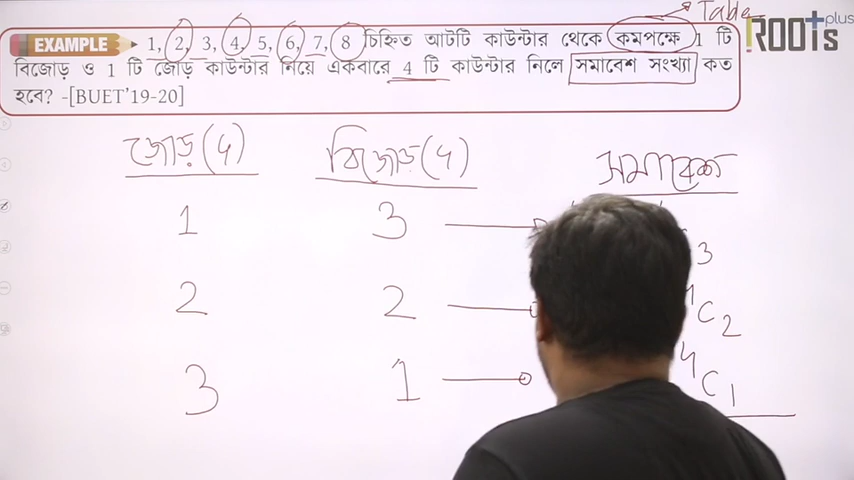 Table
ROOTs plus
EXAMPLE 1, 2, 3, 4, 5, 6, 7, 8 চিহ্নিত আটটি কাউন্টার থেকে কমপক্ষে 1 টি
বিজোড় ও 1 টি জোড় কাউন্টার নিয়ে একবারে 4 টি কাউন্টার নিলে সমাবেশ সংখ্যা কত
হবে? -[BUET'19-20]
জোড় (4) বিজোড় (4) সমাবেশ
1 3 3
2 2 4C2
3 1 4C1